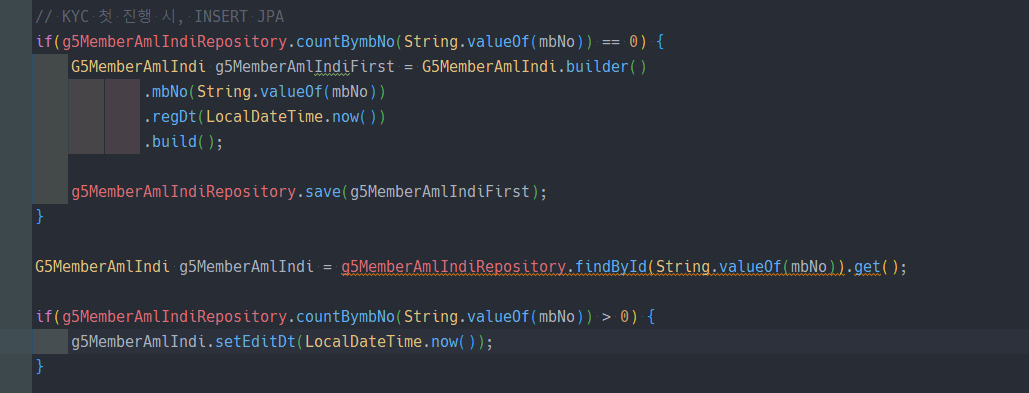 // KYC 첫 진행 시, INSERT JPA
if(g5MemberAmlIndiRepository.countBymbNo(String.valueOf(mbNo)) == 0) {
G5MemberAmlIndi g5MemberAmlIndiFirst = G5MemberAmlIndi.builder()
.mbNo(String.valueOf(mbNo))
.regDt(LocalDateTime.now())
.build();
g5MemberAmlIndiRepository.save(g5MemberAmlIndiFirst);
}
G5MemberAmlIndi g5MemberAmlIndi = g5MemberAmlIndiRepository.findById(String.valueOf(mbNo)).get();
if(g5MemberAmlIndiRepository.countBymbNo(String.valueOf(mbNo)) > 0) {
g5MemberAmlIndi.setEditDt(LocalDateTime.now());
}